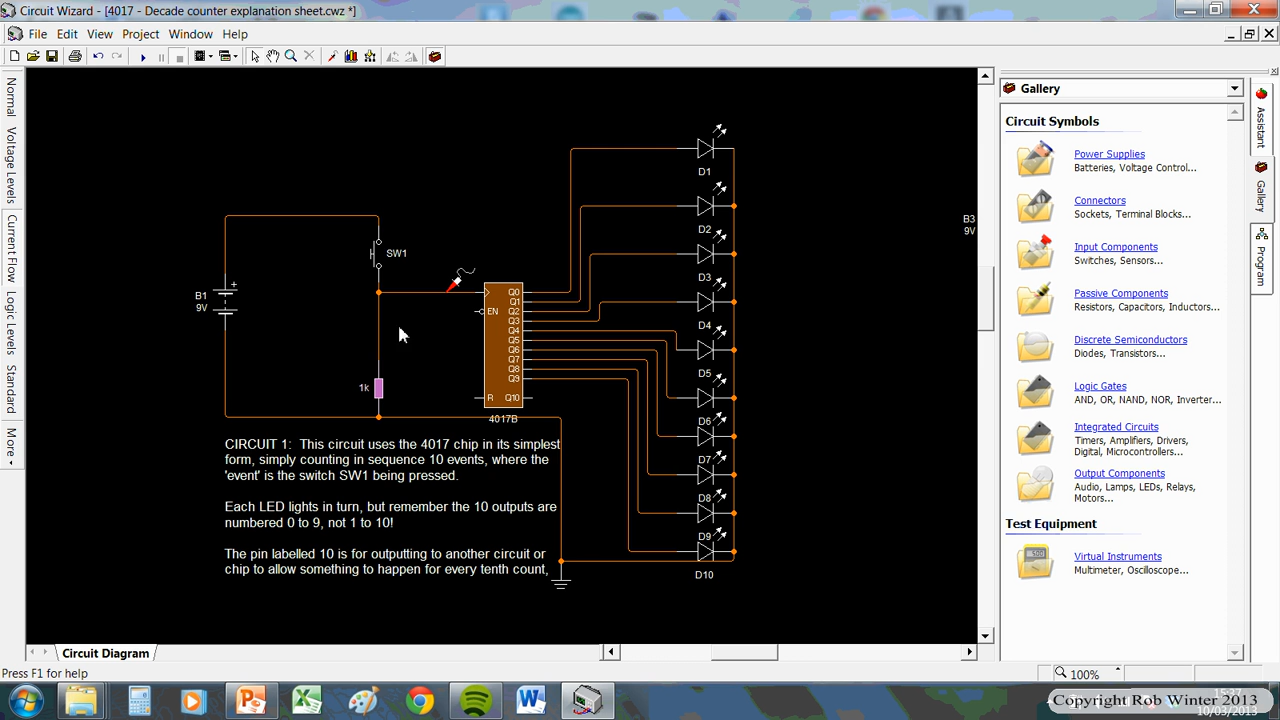 Circuit Wizard - [4017 - Decade counter explanation sheet.cwz *]
File Edit View Project Window Help
Normal
Voltage Levels
Current Flow
Logic Levels
Standard
More
SW1
B1
9V
1k
EN
R
Q0
Q1
Q2
Q3
Q4
Q5
Q6
Q7
Q8
Q9
Q10
4017B
D1
D2
D3
D4
D5
D6
D7
D8
D9
D10
B3
9V
CIRCUIT 1: This circuit uses the 4017 chip in its simplest
form, simply counting in sequence 10 events, where the
'event' is the switch SW1 being pressed.
Each LED lights in turn, but remember the 10 outputs are
numbered 0 to 9, not 1 to 10!
The pin labelled 10 is for outputting to another circuit or
chip to allow something to happen for every tenth count,
Gallery
Circuit Symbols
Power Supplies
Batteries, Voltage Control...
Connectors
Sockets, Terminal Blocks...
Input Components
Switches, Sensors...
Passive Components
Resistors, Capacitors, Inductors...
Discrete Semiconductors
Diodes, Transistors...
Logic Gates
AND, OR, NAND, NOR, Inverter...
Integrated Circuits
Timers, Amplifiers, Drivers,
Digital, Microcontrollers...
Output Components
Audio, Lamps, LEDs, Relays,
Motors...
Test Equipment
Virtual Instruments
Multimeter, Oscilloscope...
Assistant
Gallery
Program
Circuit Diagram
Press F1 for help
100%
Copyright Rob Winter 2013
10/03/2013